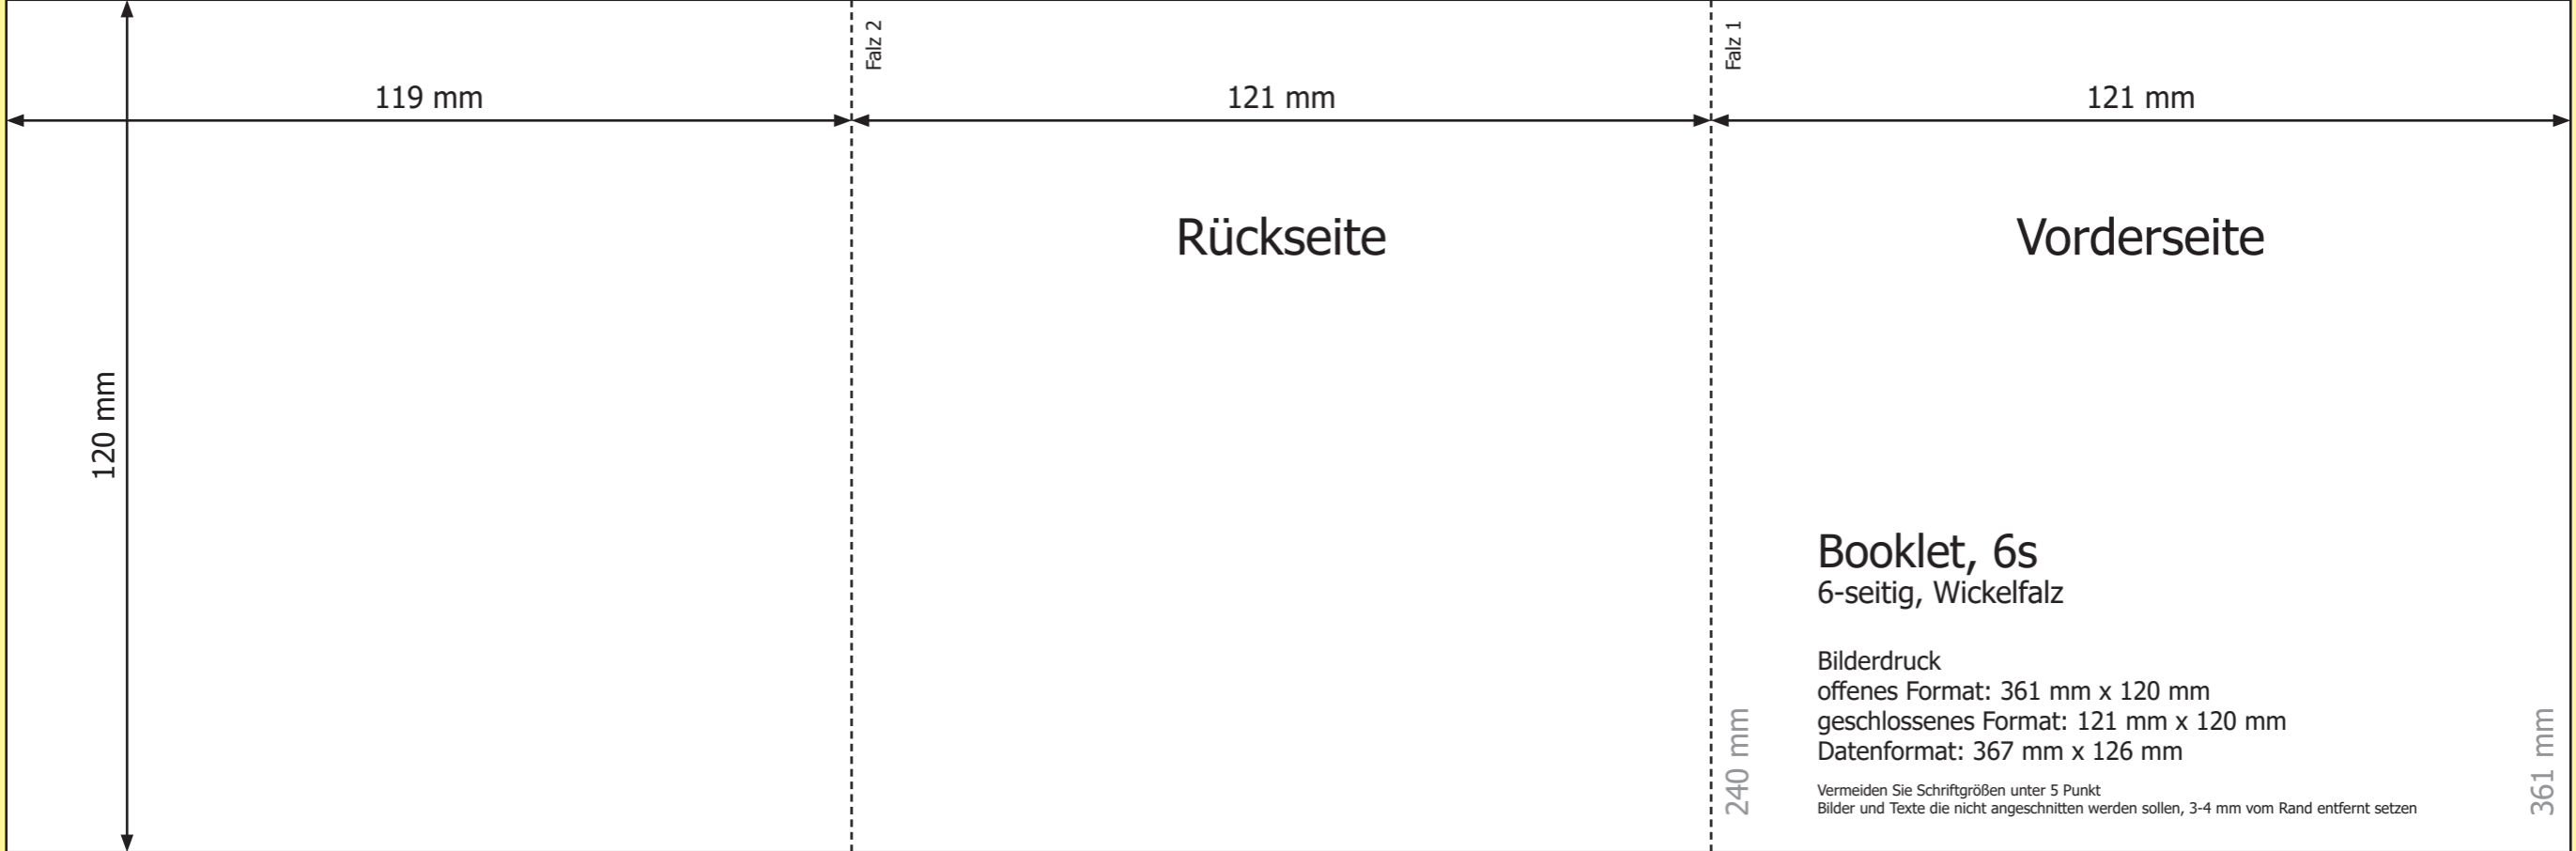 Falz 2
Falz 1
119 mm
121 mm
121 mm
Rückseite
Vorderseite
120 mm
Booklet, 6s
6-seitig, Wickelfalz
Bilderdruck
offenes Format: 361 mm x 120 mm
geschlossenes Format: 121 mm x 120 mm
Datenformat: 367 mm x 126 mm
Vermeiden Sie Schriftgrößen unter 5 Punkt
Bilder und Texte die nicht angeschnitten werden sollen, 3-4 mm vom Rand entfernt setzen
240 mm
361 mm